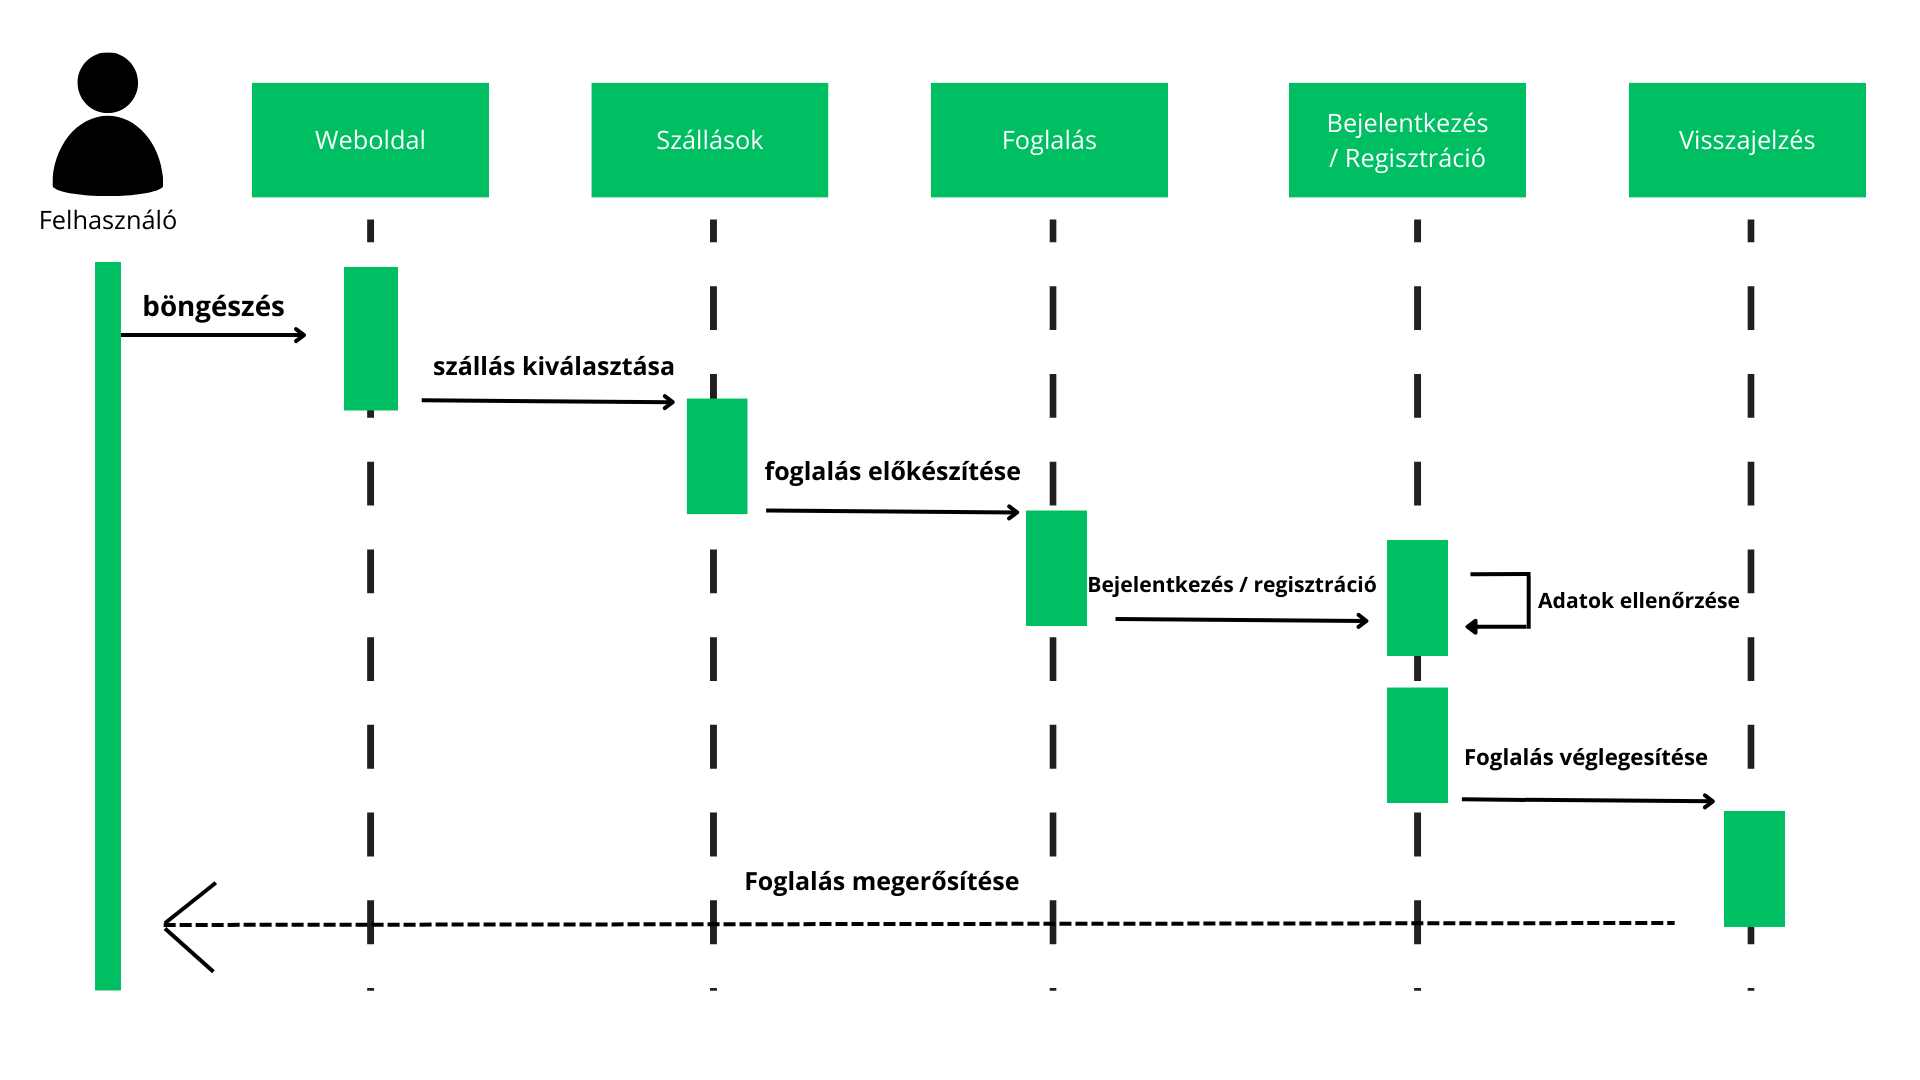 Felhasználó
Weboldal
Szállások
Foglalás
Bejelentkezés
/ Regisztráció
Visszajelzés
böngészés
szállás kiválasztása
foglalás előkészítése
Bejelentkezés / regisztráció
Adatok ellenőrzése
Foglalás véglegesítése
Foglalás megerősítése